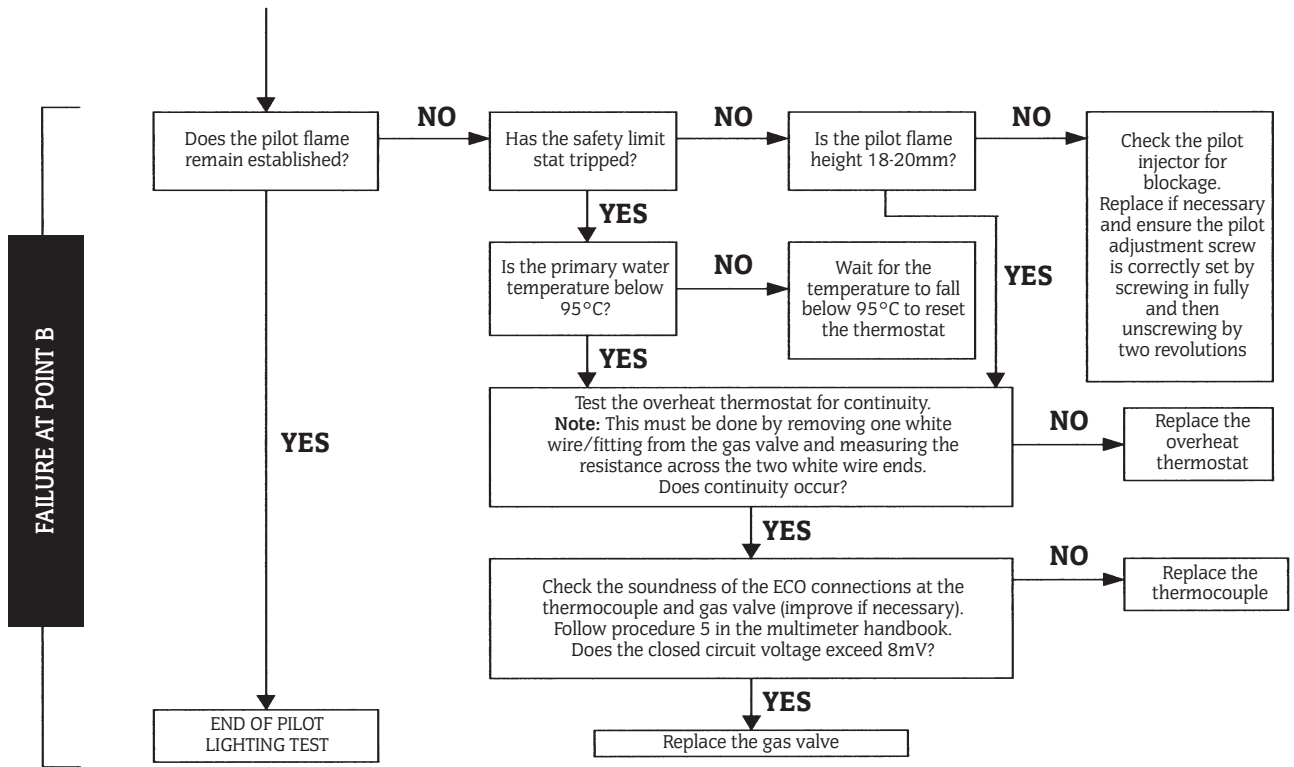 FAILURE AT POINT B
Does the pilot flame
remain established?
NO
Has the safety limit
stat tripped?
NO
Is the pilot flame
height 18-20mm?
NO
Check the pilot
injector for
blockage.
Replace if necessary
and ensure the pilot
adjustment screw
is correctly set by
screwing in fully
and then
unscrewing by
two revolutions
YES
Is the primary water
temperature below
95°C?
NO
Wait for the
temperature to fall
below 95°C to reset
the thermostat
YES
YES
Test the overheat thermostat for continuity.
Note: This must be done by removing one white
wire/fitting from the gas valve and measuring the
resistance across the two white wire ends.
Does continuity occur?
NO
Replace the
overheat
thermostat
YES
YES
Check the soundness of the ECO connections at the
thermocouple and gas valve (improve if necessary).
Follow procedure 5 in the multimeter handbook.
Does the closed circuit voltage exceed 8mV?
NO
Replace the
thermocouple
YES
END OF PILOT
LIGHTING TEST
Replace the gas valve